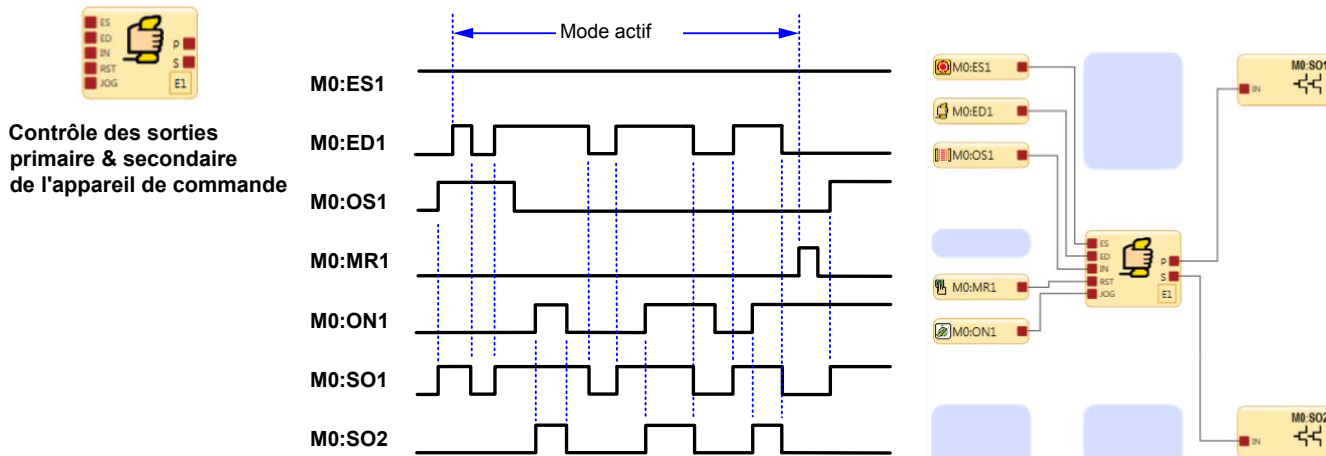 ES
ED
IN
RST
JOG
P
S
E1
Contrôle des sorties
primaire & secondaire
de l'appareil de commande
Mode actif
M0:ES1
M0:ED1
M0:OS1
M0:MR1
M0:ON1
M0:SO1
M0:SO2
M0:ES1
M0:ED1
M0:OS1
M0:MR1
M0:ON1
ES
ED
IN
RST
JOG
P
S
E1
M0:SO1
IN
M0:SO2
IN